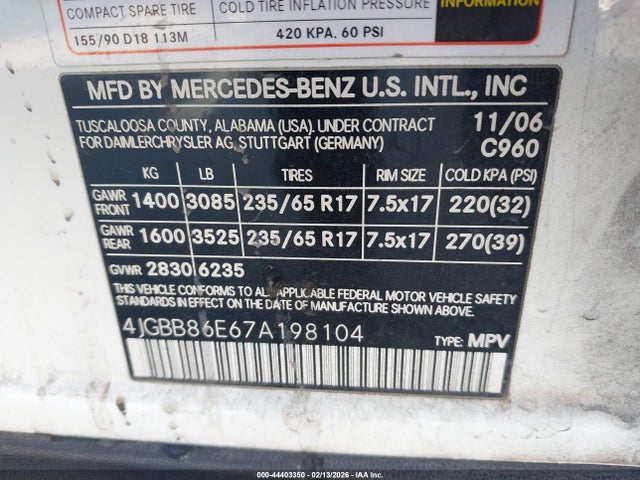 COMPACT SPARE TIRE COLD TIRE INFLATION PRESSURE
155/90 D18 113M 420 KPA. 60 PSI
INFORMATION
MFD BY MERCEDES-BENZ U.S. INTL., INC
TUSCALOOSA COUNTY, ALABAMA (USA). UNDER CONTRACT 11/06
FOR DAIMLERCHRYSLER AG, STUTTGART (GERMANY) C960
KG LB TIRES RIM SIZE COLD KPA (PSI)
GAWR FRONT 1400 3085 235/65 R17 7.5x17 220(32)
GAWR REAR 1600 3525 235/65 R17 7.5x17 270(39)
GVWR 2830 6235
THIS VEHICLE CONFORMS TO ALL APPLICABLE FEDERAL MOTOR VEHICLE SAFETY
STANDARDS IN EFFECT ON THE DATE OF MANUFACTURE SHOWN ABOVE.
4JGBB86E67A198104 TYPE: MPV
000-44403350 - 02/13/2026 - IAA Inc.